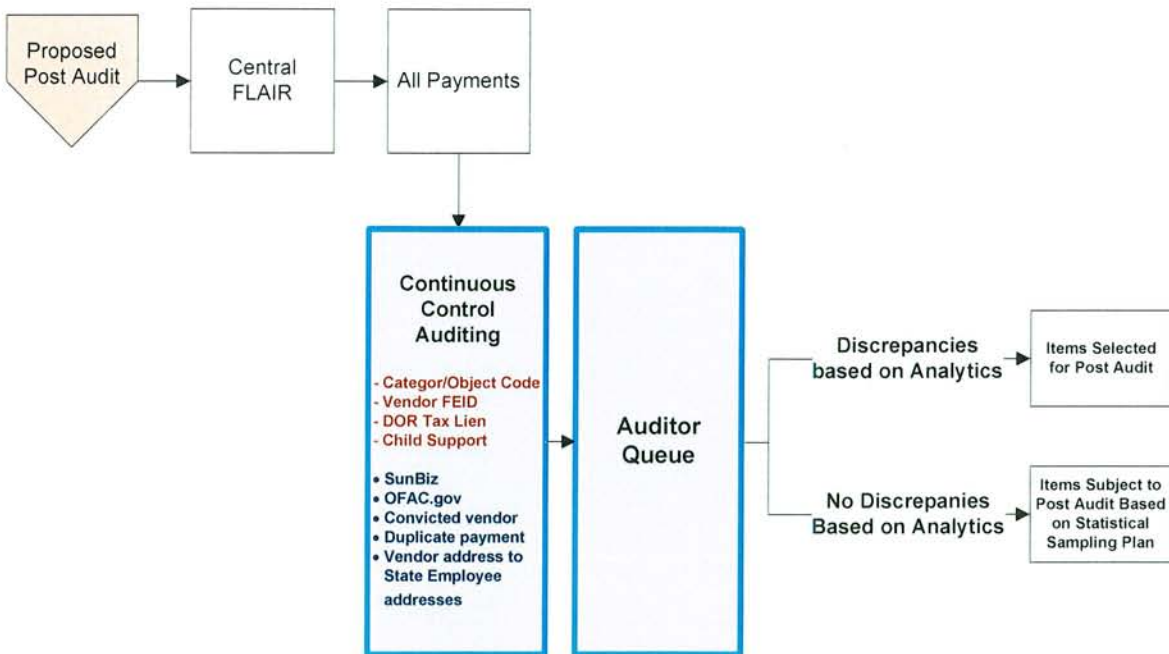 Proposed
Post Audit
Central
FLAIR
All Payments
Continuous
Control
Auditing
- Categor/Object Code
- Vendor FEID
- DOR Tax Lien
- Child Support
• SunBiz
• OFAC.gov
• Convicted vendor
• Duplicate payment
• Vendor address to
State Employee
addresses
Auditor
Queue
Discrepancies
based on Analytics
Items Selected
for Post Audit
No Discrepanies
Based on Analytics
Items Subject to
Post Audit Based
on Statistical
Sampling Plan